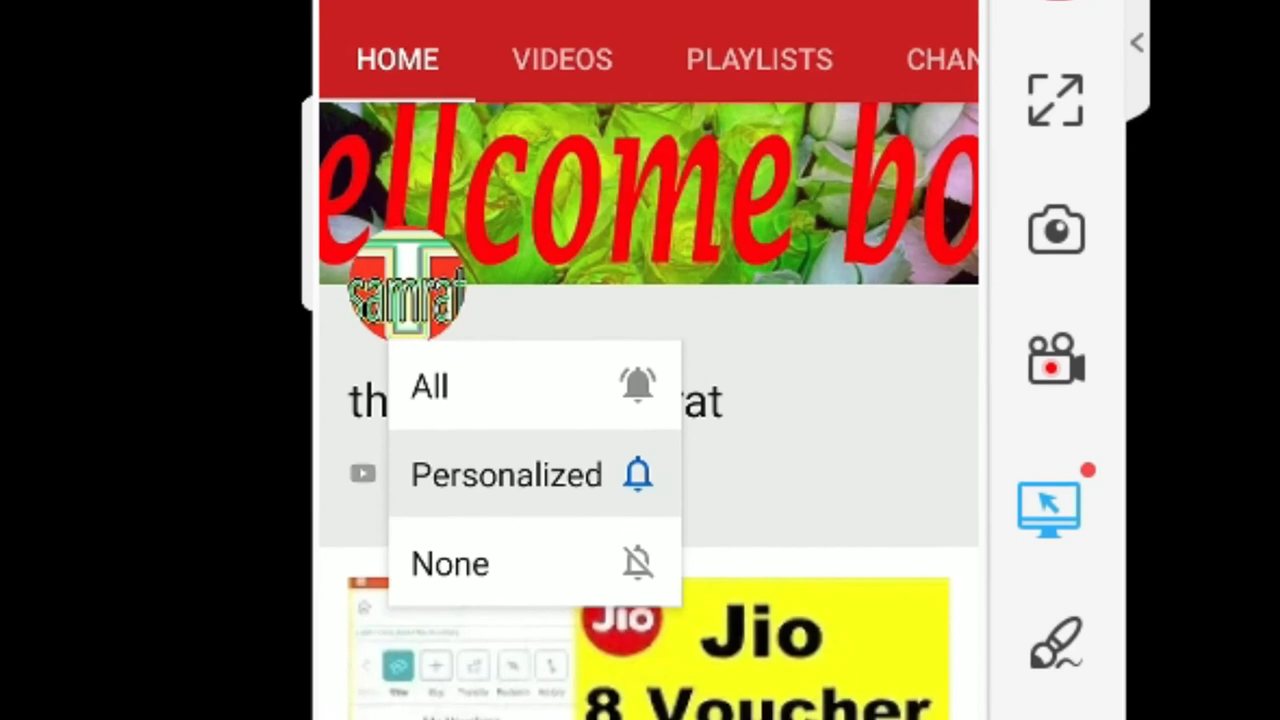 HOME VIDEOS PLAYLISTS CHAN
ellcome bo
samrat
All
th rat
Personalized
None
Jio
Jio
8 Voucher